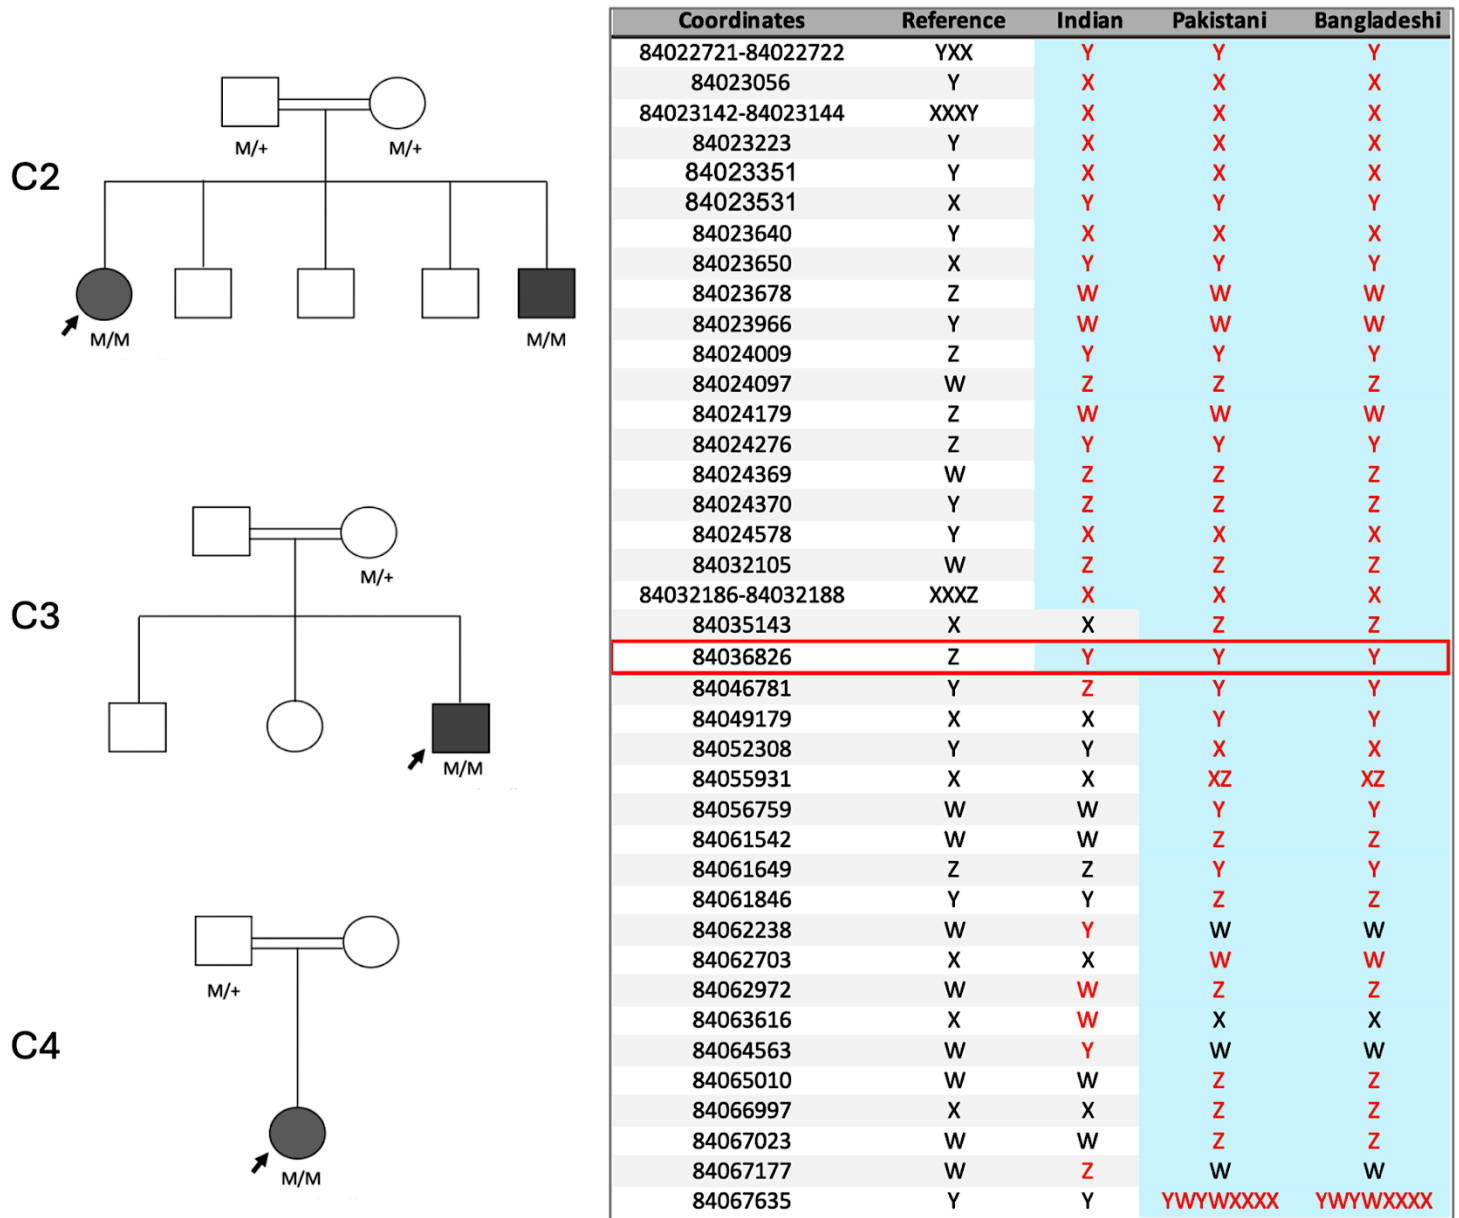 C2
M/+ M/+
M/M M/M
C3
M/+
M/M
C4
M/+
M/M
Coordinates Reference Indian Pakistani Bangladeshi
84022721-84022722 YXX Y Y Y
84023056 Y X X X
84023142-84023144 XXXY X X X
84023223 Y X X X
84023351 Y X X X
84023531 X Y Y Y
84023640 Y X X X
84023650 X Y Y Y
84023678 Z W W W
84023966 Y W W W
84024009 Z Y Y Y
84024097 W Z Z Z
84024179 Z W W W
84024276 Z Y Y Y
84024369 W Z Z Z
84024370 Y Z Z Z
84024578 Y X X X
84032105 W Z Z Z
84032186-84032188 XXXZ X X X
84035143 X X Z Z
84036826 Z Y Y Y
84046781 Y Z Y Y
84049179 X X Y Y
84052308 Y Y X X
84055931 X X XZ XZ
84056759 W W Y Y
84061542 W W Z Z
84061649 Z Z Y Y
84061846 Y Y Z Z
84062238 W Y W W
84062703 X X W W
84062972 W W Z Z
84063616 X W X X
84064563 W Y W W
84065010 W W Z Z
84066997 X X Z Z
84067023 W W Z Z
84067177 W Z W W
84067635 Y Y YWYWXXXX YWYWXXXX